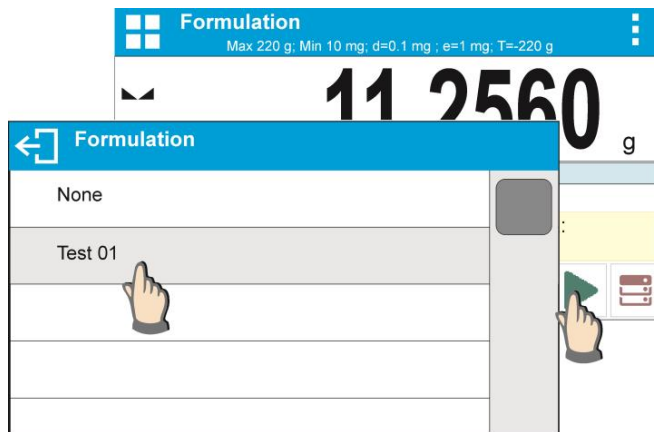 Formulation
Max 220 g; Min 10 mg; d=0.1 mg ; e=1 mg; T=-220 g
11.2560 g
Formulation
None
:
Test 01